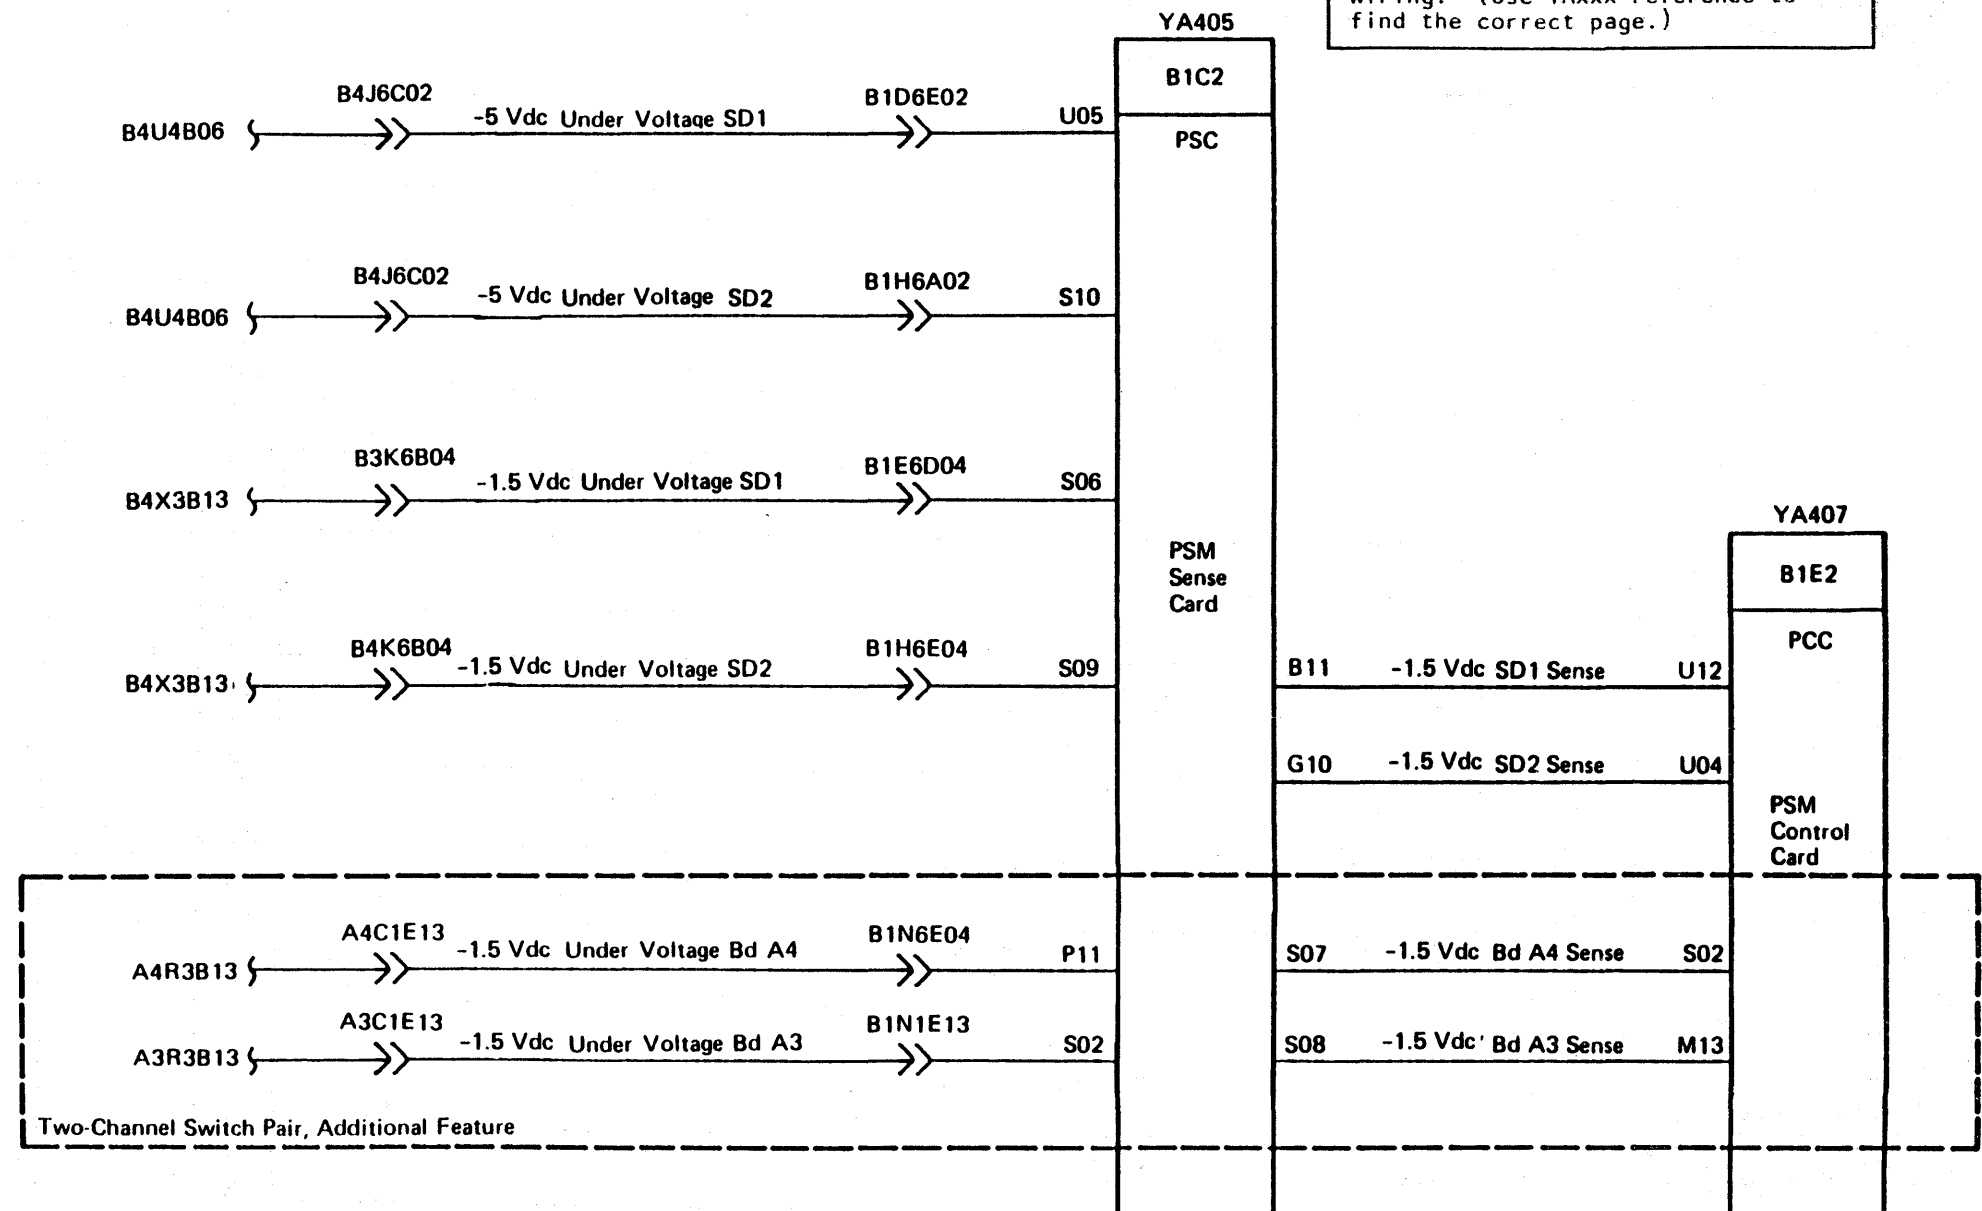 find the correct page.)
YA405
B1C2
PSC
PSM
Sense
Card
B4U4B06
B4J6C02
-5 Vdc Under Voltage SD1
B1D6E02
U05
B4U4B06
B4J6C02
-5 Vdc Under Voltage SD2
B1H6A02
S10
B4X3B13
B3K6B04
-1.5 Vdc Under Voltage SD1
B1E6D04
S06
B4X3B13
B4K6B04
-1.5 Vdc Under Voltage SD2
B1H6E04
S09
YA407
B1E2
PCC
PSM
Control
Card
B11 -1.5 Vdc SD1 Sense U12
G10 -1.5 Vdc SD2 Sense U04
A4R3B13
A4C1E13
-1.5 Vdc Under Voltage Bd A4
B1N6E04
P11
S07 -1.5 Vdc Bd A4 Sense S02
A3R3B13
A3C1E13
-1.5 Vdc Under Voltage Bd A3
B1N1E13
S02
S08 -1.5 Vdc Bd A3 Sense M13
Two-Channel Switch Pair, Additional Feature